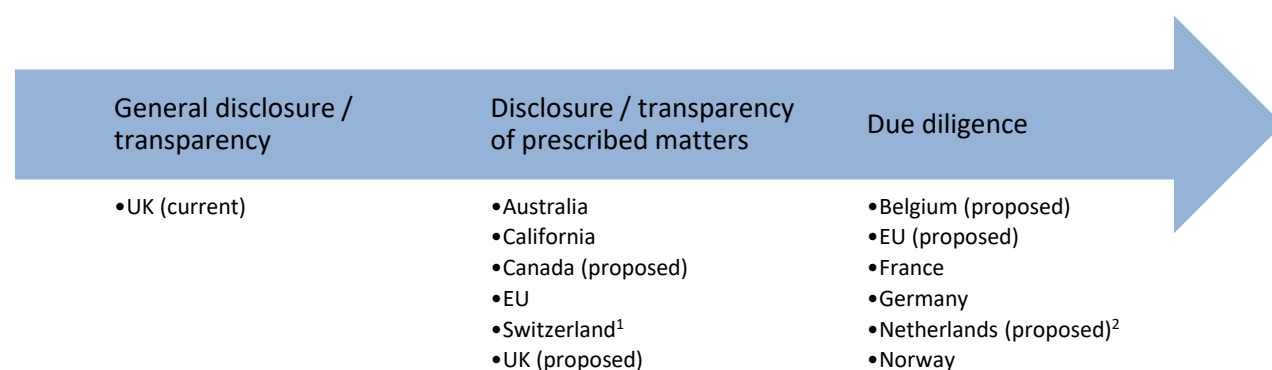 General disclosure /
transparency
•UK (current)
Disclosure / transparency
of prescribed matters
•Australia
•California
•Canada (proposed)
•EU
•Switzerland¹
•UK (proposed)
Due diligence
•Belgium (proposed)
•EU (proposed)
•France
•Germany
•Netherlands (proposed)²
•Norway